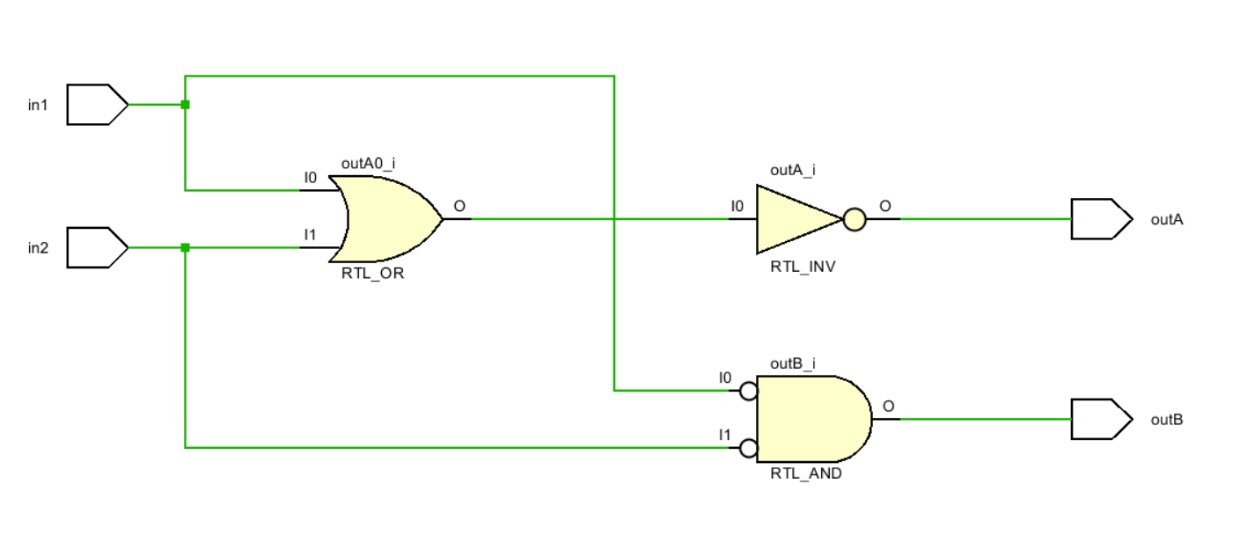 in1
in2
outA0_i
I0
I1
O
RTL_OR
outA_i
I0
O
RTL_INV
outA
outB_i
I0
I1
O
RTL_AND
outB